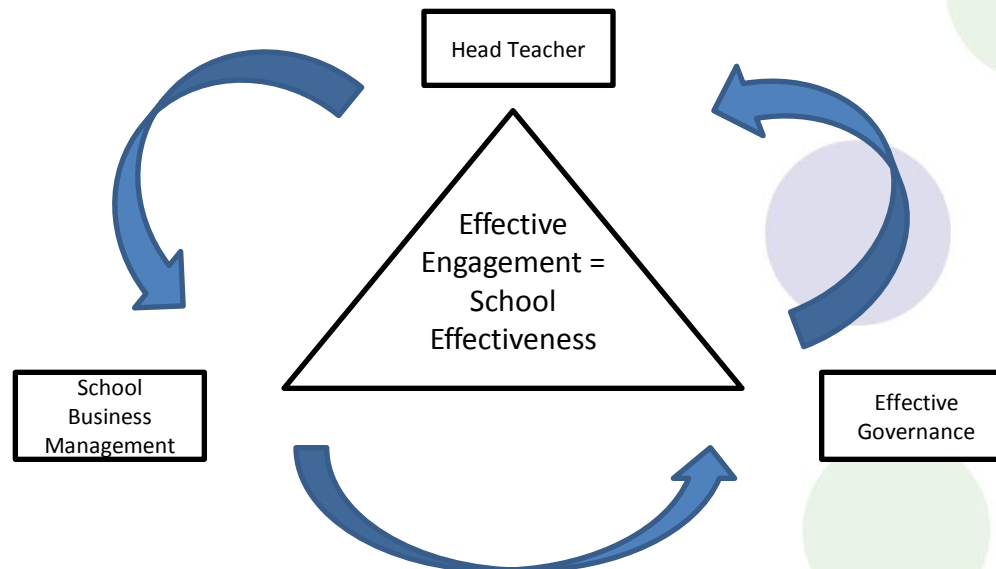 Head Teacher
Effective
Engagement =
School
Effectiveness
School
Business
Management
Effective
Governance